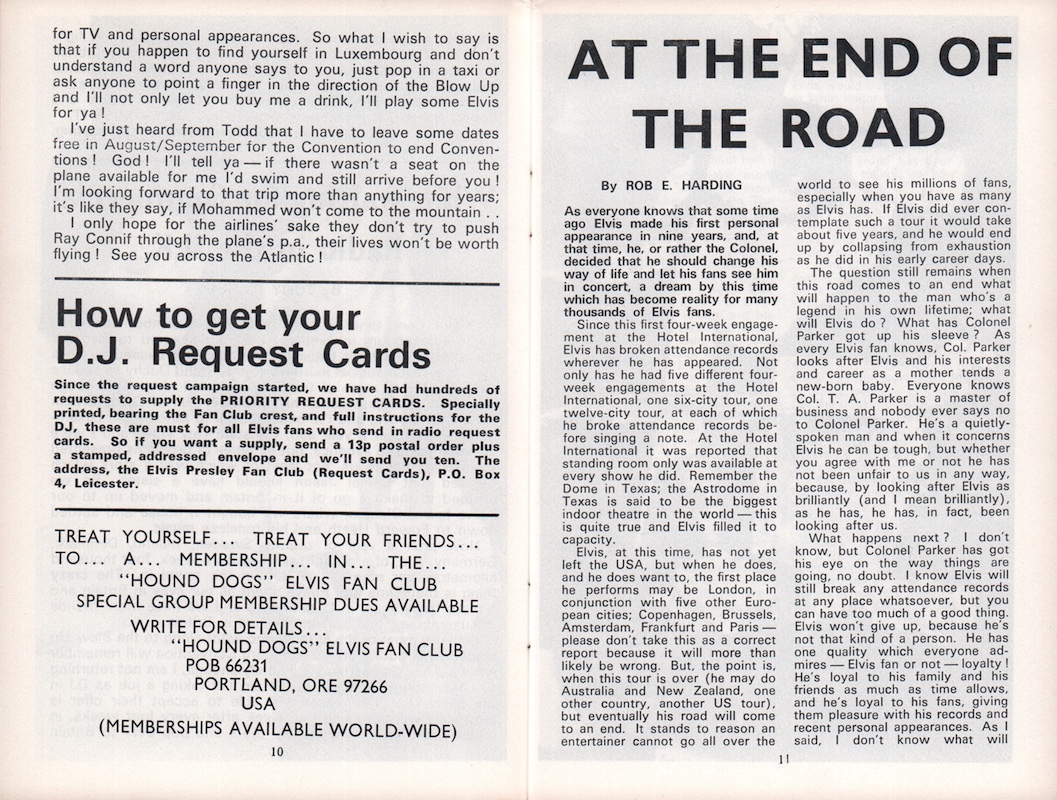 for TV and personal appearances. So what I wish to say is
that if you happen to find yourself in Luxembourg and don't
understand a word anyone says to you, just pop in a taxi or
ask anyone to point a finger in the direction of the Blow Up
and I'll not only let you buy me a drink, I'll play some Elvis
for ya !
I've just heard from Todd that I have to leave some dates
free in August/September for the Convention to end Conven-
tions ! God ! I'll tell ya — if there wasn't a seat on the
plane available for me I'd swim and still arrive before you !
I'm looking forward to that trip more than anything for years;
it's like they say, if Mohammed won't come to the mountain . .
I only hope for the airlines' sake they don't try to push
Ray Connif through the plane's p.a., their lives won't be worth
flying ! See you across the Atlantic !
How to get your
D.J. Request Cards
Since the request campaign started, we have had hundreds of
requests to supply the PRIORITY REQUEST CARDS. Specially
printed, bearing the Fan Club crest, and full instructions for the
DJ, these are must for all Elvis fans who send in radio request
cards. So if you want a supply, send a 13p postal order plus
a stamped, addressed envelope and we'll send you ten. The
address, the Elvis Presley Fan Club (Request Cards), P.O. Box
4, Leicester.
TREAT YOURSELF... TREAT YOUR FRIENDS...
TO... A... MEMBERSHIP... IN... THE...
"HOUND DOGS" ELVIS FAN CLUB
SPECIAL GROUP MEMBERSHIP DUES AVAILABLE
WRITE FOR DETAILS...
"HOUND DOGS" ELVIS FAN CLUB
POB 66231
PORTLAND, ORE 97266
USA
(MEMBERSHIPS AVAILABLE WORLD-WIDE)
10
AT THE END OF
THE ROAD
By ROB E. HARDING
As everyone knows that some time
ago Elvis made his first personal
appearance in nine years, and, at
that time, he, or rather the Colonel,
decided that he should change his
way of life and let his fans see him
in concert, a dream by this time
which has become reality for many
thousands of Elvis fans.
Since this first four-week engage-
ment at the Hotel International,
Elvis has broken attendance records
wherever he has appeared. Not
only has he had five different four-
week engagements at the Hotel
International, one six-city tour, one
twelve-city tour, at each of which
he broke attendance records be-
fore singing a note. At the Hotel
International it was reported that
standing room only was available at
every show he did. Remember the
Dome in Texas; the Astrodome in
Texas is said to be the biggest
indoor theatre in the world — this
is quite true and Elvis filled it to
capacity.
Elvis, at this time, has not yet
left the USA, but when he does,
and he does want to, the first place
he performs may be London, in
conjunction with five other Euro-
pean cities; Copenhagen, Brussels,
Amsterdam, Frankfurt and Paris —
please don't take this as a correct
report because it will more than
likely be wrong. But, the point is,
when this tour is over (he may do
Australia and New Zealand, one
other country, another US tour),
but eventually his road will come
to an end. It stands to reason an
entertainer cannot go all over the
world to see his millions of fans,
especially when you have as many
as Elvis has. If Elvis did ever con-
template such a tour it would take
about five years, and he would end
up by collapsing from exhaustion
as he did in his early career days.
The question still remains when
this road comes to an end what
will happen to the man who's a
legend in his own lifetime; what
will Elvis do ? What has Colonel
Parker got up his sleeve ? As
every Elvis fan knows, Col. Parker
looks after Elvis and his interests
and career as a mother tends a
new-born baby. Everyone knows
Col. T. A. Parker is a master of
business and nobody ever says no
to Colonel Parker. He's a quietly-
spoken man and when it concerns
Elvis he can be tough, but whether
you agree with me or not he has
not been unfair to us in any way,
because, by looking after Elvis as
brilliantly (and I mean brilliantly),
as he has, he has, in fact, been
looking after us.
What happens next ? I don't
know, but Colonel Parker has got
his eye on the way things are
going, no doubt. I know Elvis will
still break any attendance records
at any place whatsoever, but you
can have too much of a good thing.
Elvis won't give up, because he's
not that kind of a person. He has
one quality which everyone ad-
mires — Elvis fan or not — loyalty !
He's loyal to his family and his
friends as much as time allows,
and he's loyal to his fans, giving
them pleasure with his records and
recent personal appearances. As I
said, I don't know what will
11